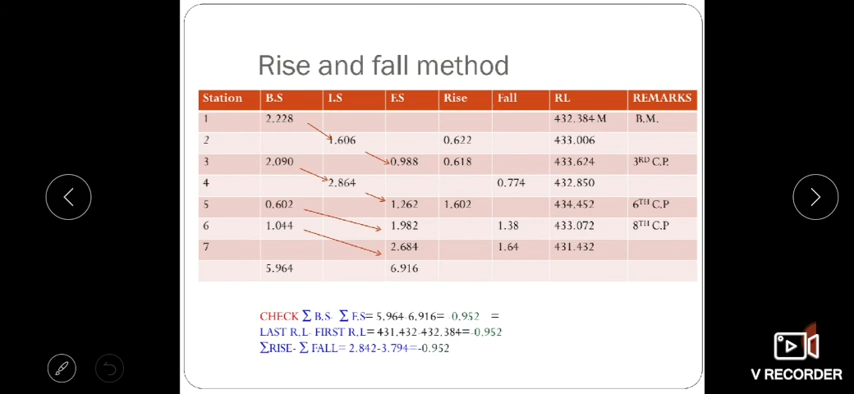 Rise and fall method
Station B.S I.S F.S Rise Fall RL REMARKS
1 2.228 432.384 M B.M.
2 1.606 0.622 433.006
3 2.090 0.988 0.618 433.624 3RD C.P.
4 2.864 0.774 432.850
5 0.602 1.262 1.602 434.452 6TH C.P
6 1.044 1.982 1.38 433.072 8TH C.P
7 2.684 1.64 431.432
5.964 6.916
CHECK ∑ B.S- ∑ F.S= 5.964-6.916= -0.952 =
LAST R.L- FIRST R.L= 431.432-432.384=-0.952
∑RISE- ∑ FALL= 2.842-3.794=-0.952
V RECORDER